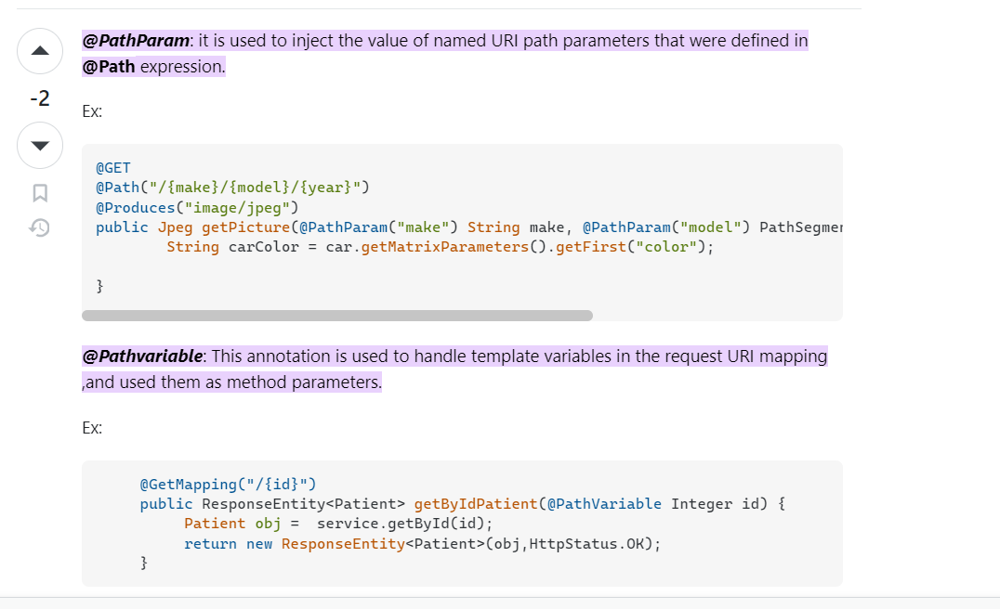 @PathParam: it is used to inject the value of named URI path parameters that were defined in
@Path expression.
-2
Ex:
@GET
@Path("/{make}/{model}/{year}")
@Produces("image/jpeg")
public Jpeg getPicture(@PathParam("make") String make, @PathParam("model") PathSegmen
        String carColor = car.getMatrixParameters().getFirst("color");
}
@Pathvariable: This annotation is used to handle template variables in the request URI mapping
,and used them as method parameters.
Ex:
     @GetMapping("/{id}")
     public ResponseEntity<Patient> getByIdPatient(@PathVariable Integer id) {
          Patient obj =  service.getById(id);
          return new ResponseEntity<Patient>(obj,HttpStatus.OK);
     }